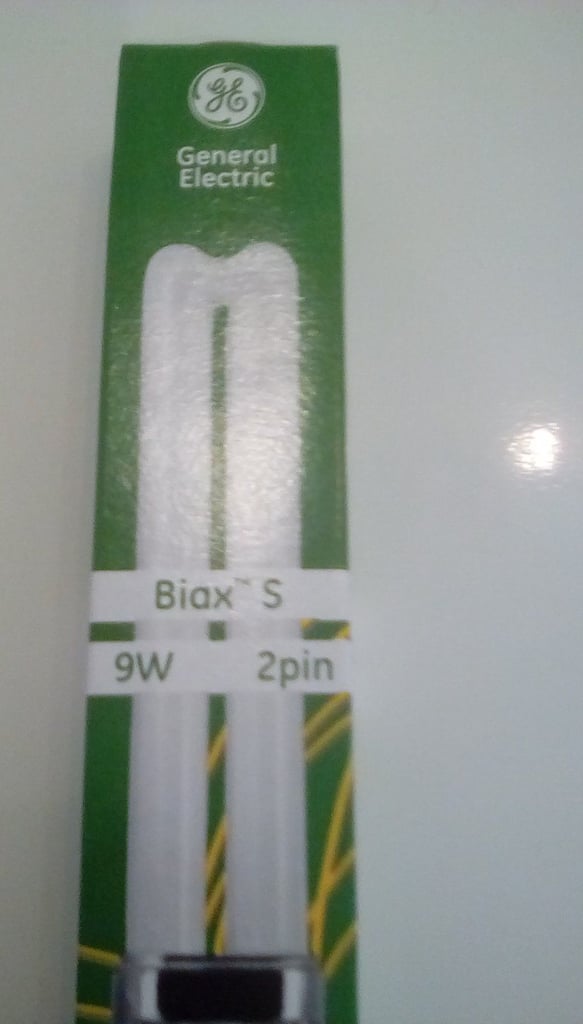 GE
General
Electric
Biax™ S
9W 2pin